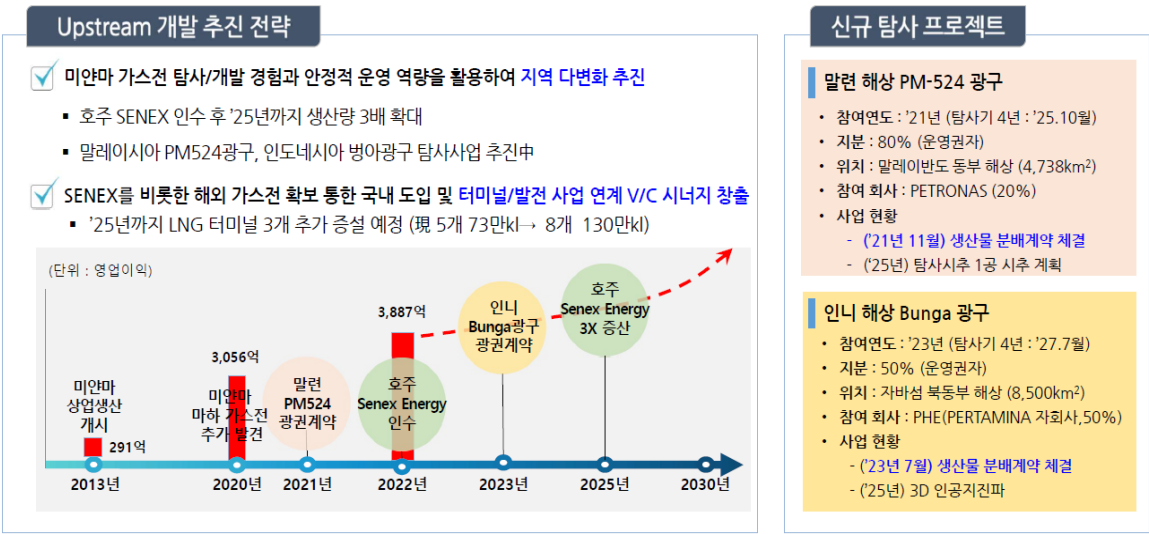 Upstream 개발 추진 전략
미얀마 가스전 탐사/개발 경험과 안정적 운영 역량을 활용하여 지역 다변화 추진
▪ 호주 SENEX 인수 후 '25년까지 생산량 3배 확대
▪ 말레이시아 PM524광구, 인도네시아 벙아광구 탐사사업 추진中
SENEX를 비롯한 해외 가스전 확보 통한 국내 도입 및 터미널/발전 사업 연계 V/C 시너지 창출
▪ '25년까지 LNG 터미널 3개 추가 증설 예정 (現 5개 73만kl→ 8개 130만kl)
(단위 : 영업이익)
미얀마
상업생산
개시
291억
3,056억
미얀마
마하 가스전
추가 발견
말련
PM524
광권계약
3,887억
호주
Senex Energy
인수
인니
Bunga광구
광권계약
호주
Senex Energy
3X 증산
2013년
2020년
2021년
2022년
2023년
2025년
2030년
신규 탐사 프로젝트
말련 해상 PM-524 광구
• 참여연도 : '21년 (탐사기 4년 : '25.10월)
• 지분 : 80% (운영권자)
• 위치 : 말레이반도 동부 해상 (4,738km²)
• 참여 회사 : PETRONAS (20%)
• 사업 현황
- ('21년 11월) 생산물 분배계약 체결
- ('25년) 탐사시추 1공 시추 계획
인니 해상 Bunga 광구
• 참여연도 : '23년 (탐사기 4년 : '27.7월)
• 지분 : 50% (운영권자)
• 위치 : 자바섬 북동부 해상 (8,500km²)
• 참여 회사 : PHE(PERTAMINA 자회사,50%)
• 사업 현황
- ('23년 7월) 생산물 분배계약 체결
- ('25년) 3D 인공지진파